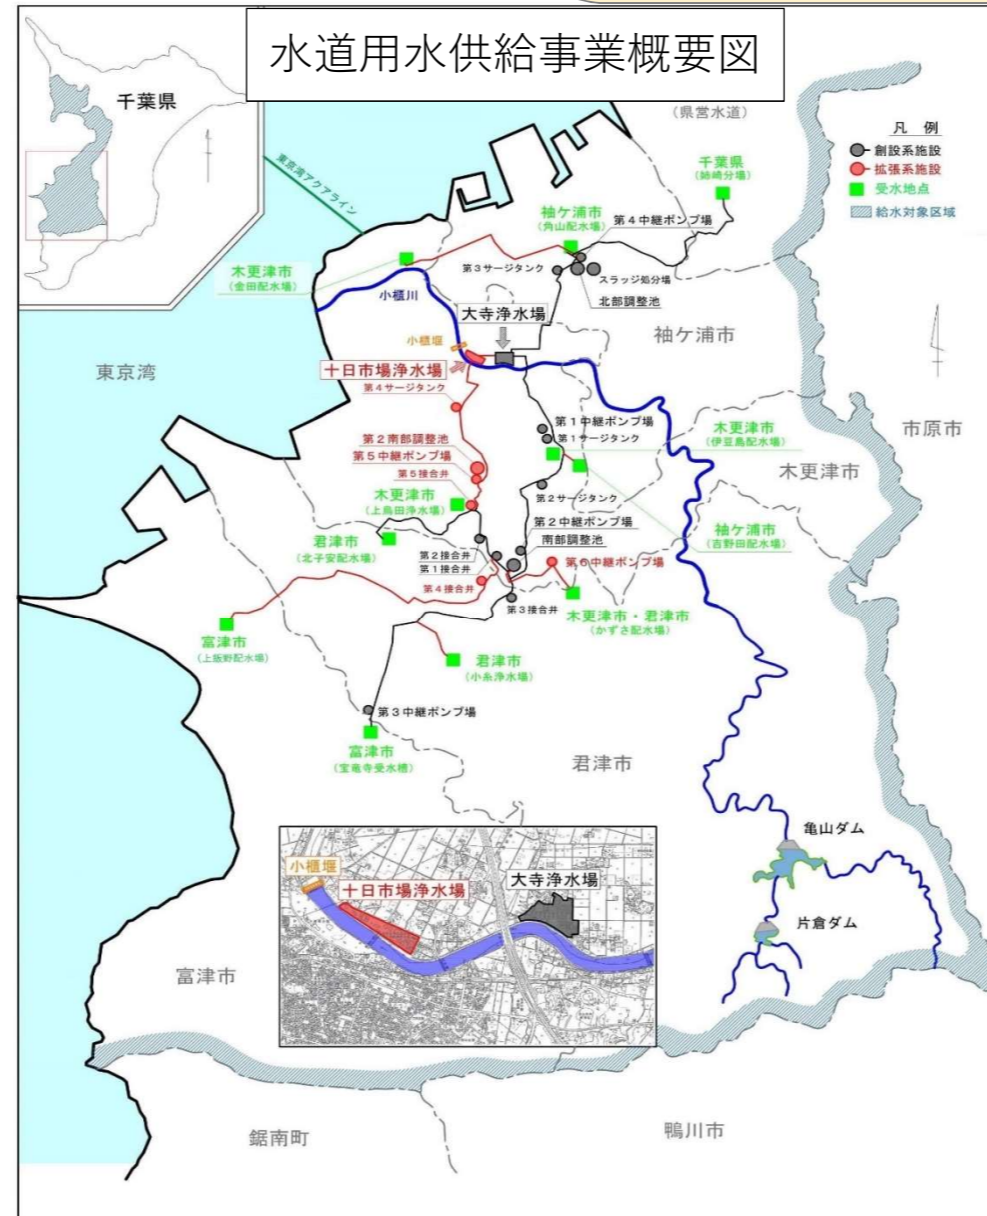 水道用水供給事業概要図
千葉県
(県営水道)
凡 例
創設系施設
拡張系施設
受水地点
給水対象区域
東京湾アクアライン
千葉県
(姉崎分場)
袖ケ浦市
(角山配水場)
第4中継ポンプ場
第3サージタンク
スラッジ処分場
北部調整池
木更津市
(金田配水場)
小櫃川
大寺浄水場
袖ケ浦市
小櫃堰
十日市場浄水場
東京湾
第4サージタンク
第1中継ポンプ場
第1サージタンク
木更津市
(伊豆島配水場)
市原市
木更津市
第2南部調整池
第5中継ポンプ場
第5接合井
第2サージタンク
木更津市
(上烏田浄水場)
袖ケ浦市
(吉野田配水場)
君津市
(北子安配水場)
第2中継ポンプ場
南部調整池
第2接合井
第1接合井
第4接合井
第6中継ポンプ場
第3接合井
木更津市・君津市
(かずさ配水場)
富津市
(上飯野配水場)
君津市
(小糸浄水場)
第3中継ポンプ場
富津市
(宝竜寺受水槽)
君津市
亀山ダム
片倉ダム
小櫃堰
十日市場浄水場
大寺浄水場
富津市
鋸南町
鴨川市